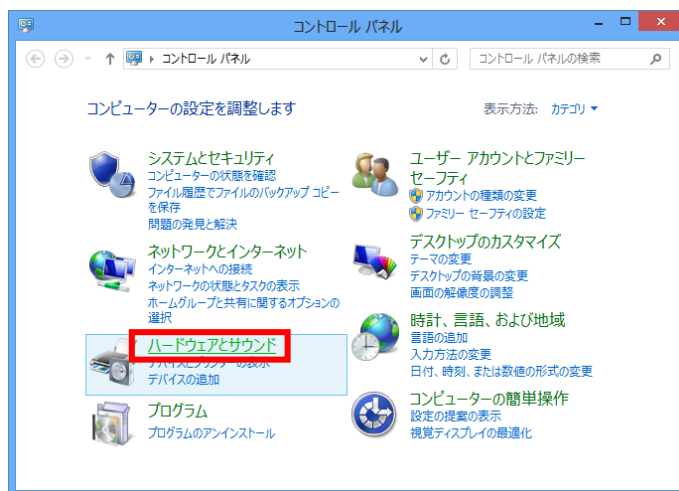 コントロール パネル
コントロール パネル
コントロール パネルの検索
コンピューターの設定を調整します
表示方法: カテゴリ
システムとセキュリティ
コンピューターの状態を確認
ファイル履歴でファイルのバックアップ コピー
を保存
問題の発見と解決
ネットワークとインターネット
インターネットへの接続
ネットワークの状態とタスクの表示
ホームグループと共有に関するオプションの
選択
ハードウェアとサウンド
デバイスとプリンターの表示
デバイスの追加
プログラム
プログラムのアンインストール
ユーザー アカウントとファミリー
セーフティ
アカウントの種類の変更
ファミリー セーフティの設定
デスクトップのカスタマイズ
テーマの変更
デスクトップの背景の変更
画面の解像度の調整
時計、言語、および地域
言語の追加
入力方法の変更
日付、時刻、または数値の形式の変更
コンピューターの簡単操作
設定の提案の表示
視覚ディスプレイの最適化